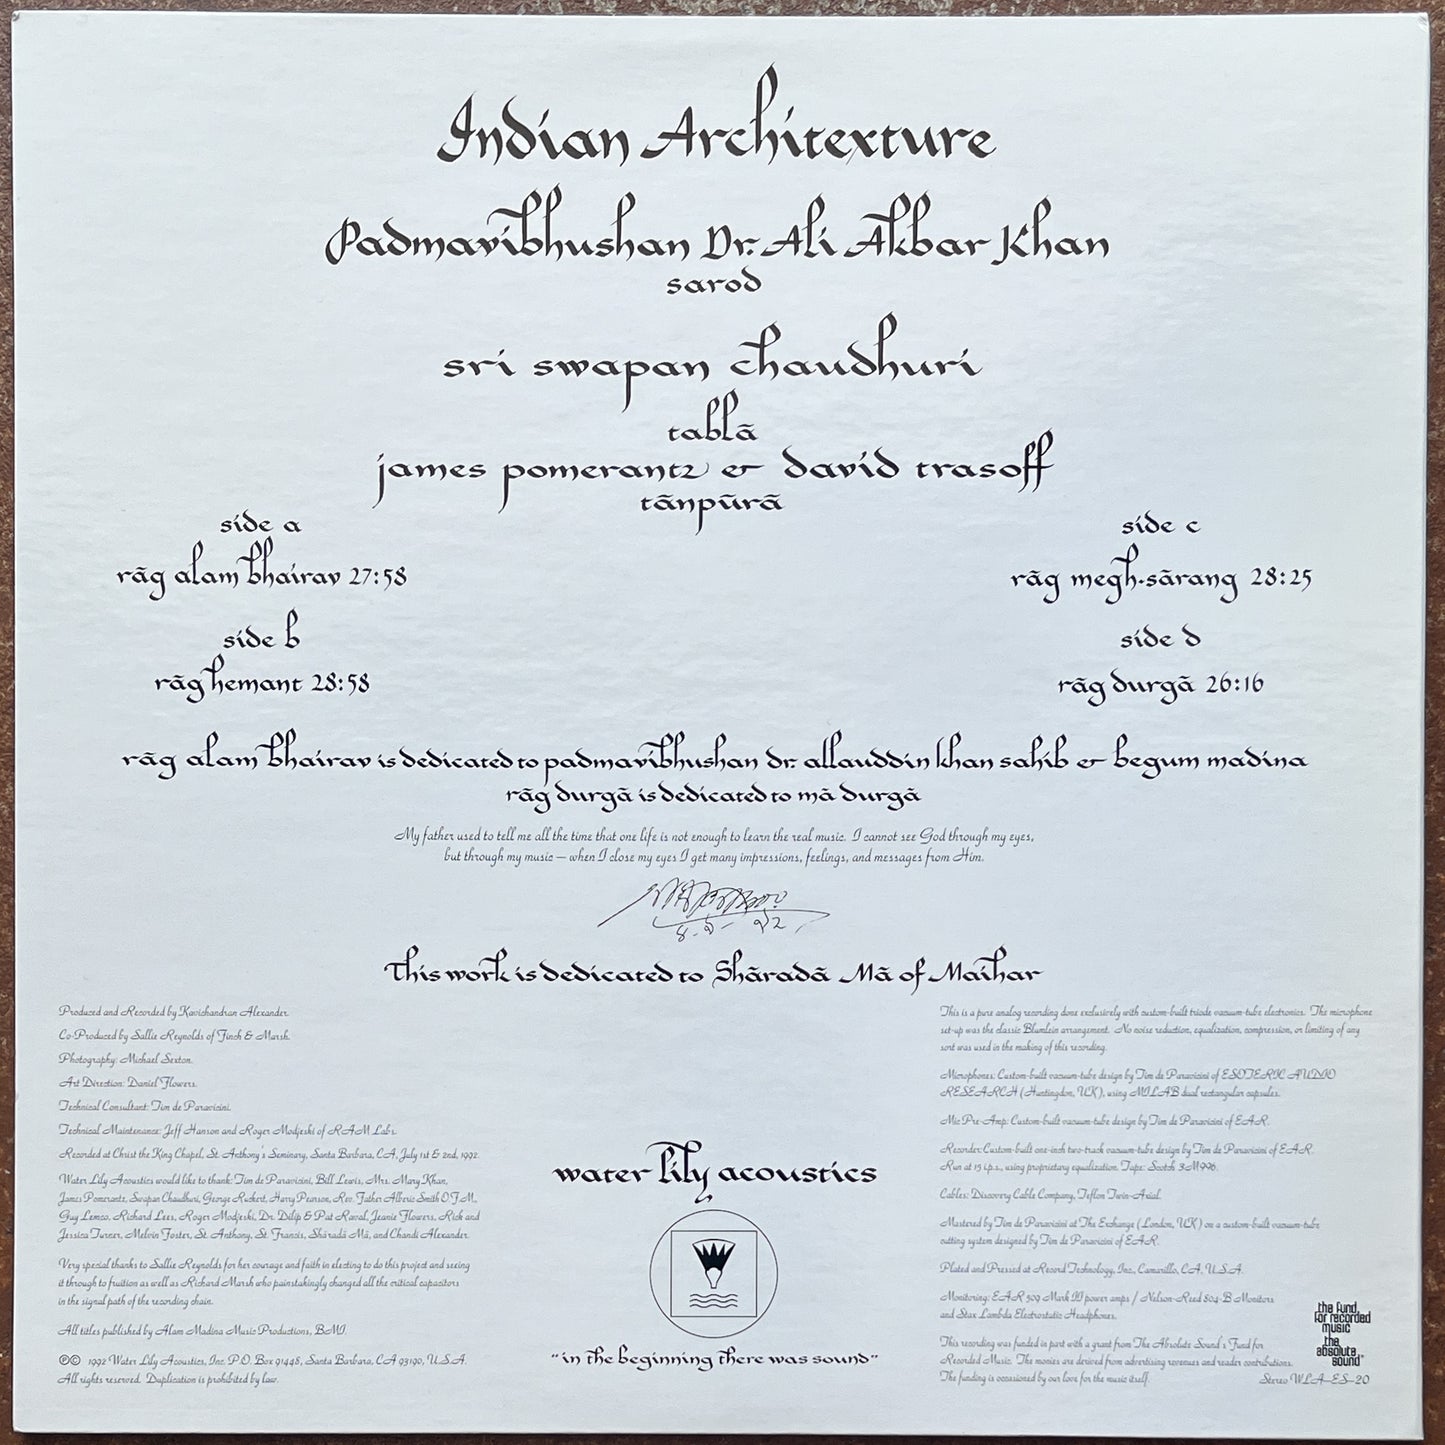 Indian Architexture
Padmavibhushan Dr. Ali Akbar Khan
sarod
sri swapan chaudhuri
tablā
james pomerantz & david trasoff
tānpūrā
side a
rāg alam bhairav 27:58
side b
rāg hemant 28:58
side c
rāg megh-sārang 28:25
side d
rāg durgā 26:16
rāg alam bhairav is dedicated to padmavibhushan dr. allauddin khan sahib & begum madina
rāg durgā is dedicated to mā durgā
My father used to tell me all the time that one life is not enough to learn the real music. I cannot see God through my eyes,
but through my music — when I close my eyes I get many impressions, feelings, and messages from Him.
This work is dedicated to Shāradā Mā of Maihar
Produced and Recorded by Kavichandran Alexander.
Co-Produced by Sallie Reynolds of Finch & Marsh.
Photography: Michael Sexton.
Art Direction: Daniel Flowers.
Technical Consultant: Tim de Paravicini.
Technical Maintenance: Jeff Hanson and Roger Modjeski of RAM Labs.
Recorded at Christ the King Chapel, St. Anthony's Seminary, Santa Barbara, CA, July 1st & 2nd, 1992.
Water Lily Acoustics would like to thank: Tim de Paravicini, Bill Lewis, Mrs. Mary Khan,
James Pomerantz, Swapan Chaudhuri, George Ruckert, Harry Pearson, Rev. Father Alberic Smith O.F.M.,
Guy Lemco, Richard Lees, Roger Modjeski, Dr. Dilip & Pat Raval, Jeanie Flowers, Rick and
Jessica Turner, Melvin Foster, St. Anthony, St. Francis, Shāradā Mā, and Chandi Alexander.
Very special thanks to Sallie Reynolds for her courage and faith in electing to do this project and seeing
it through to fruition as well as Richard Marsh who painstakingly changed all the critical capacitors
in the signal path of the recording chain.
All titles published by Alam Madina Music Productions, BMI.
℗© 1992 Water Lily Acoustics, Inc. P.O. Box 91448, Santa Barbara, CA 93190, U.S.A.
All rights reserved. Duplication is prohibited by law.
water lily acoustics
"in the beginning there was sound"
This is a pure analog recording done exclusively with custom-built triode vacuum-tube electronics. The microphone
set-up was the classic Blumlein arrangement. No noise reduction, equalization, compression, or limiting of any
sort was used in the making of this recording.
Microphones: Custom-built vacuum-tube design by Tim de Paravicini of ESOTERIC AUDIO
RESEARCH (Huntingdon, UK), using MILAB dual rectangular capsules.
Mic Pre-Amp: Custom-built vacuum-tube design by Tim de Paravicini of E.A.R.
Recorder: Custom-built one-inch two-track vacuum-tube design by Tim de Paravicini of E.A.R.
Run at 15 i.p.s., using proprietary equalization. Tape: Scotch 3M 996.
Cables: Discovery Cable Company, Teflon Twin-Axial.
Mastered by Tim de Paravicini at The Exchange (London, UK) on a custom-built vacuum-tube
cutting system designed by Tim de Paravicini of E.A.R.
Plated and Pressed at Record Technology, Inc., Camarillo, CA, U.S.A.
Monitoring: EAR 509 Mark II power amps / Nelson-Reed 804-B Monitors
and Stax Lambda Electrostatic Headphones.
This recording was funded in part with a grant from The Absolute Sound's Fund for
Recorded Music. The monies are derived from advertising revenues and reader contributions.
The funding is occasioned by our love for the music itself.
the fund
for recorded
music
the
absolute
sound®
Stereo WLA-ES-20